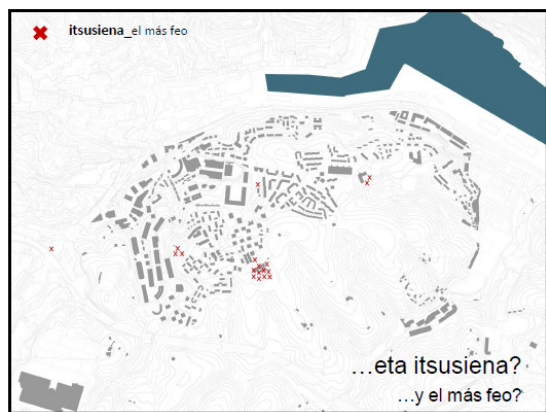 itsusiena_el más feo
...eta itsusiena?
...y el más feo?